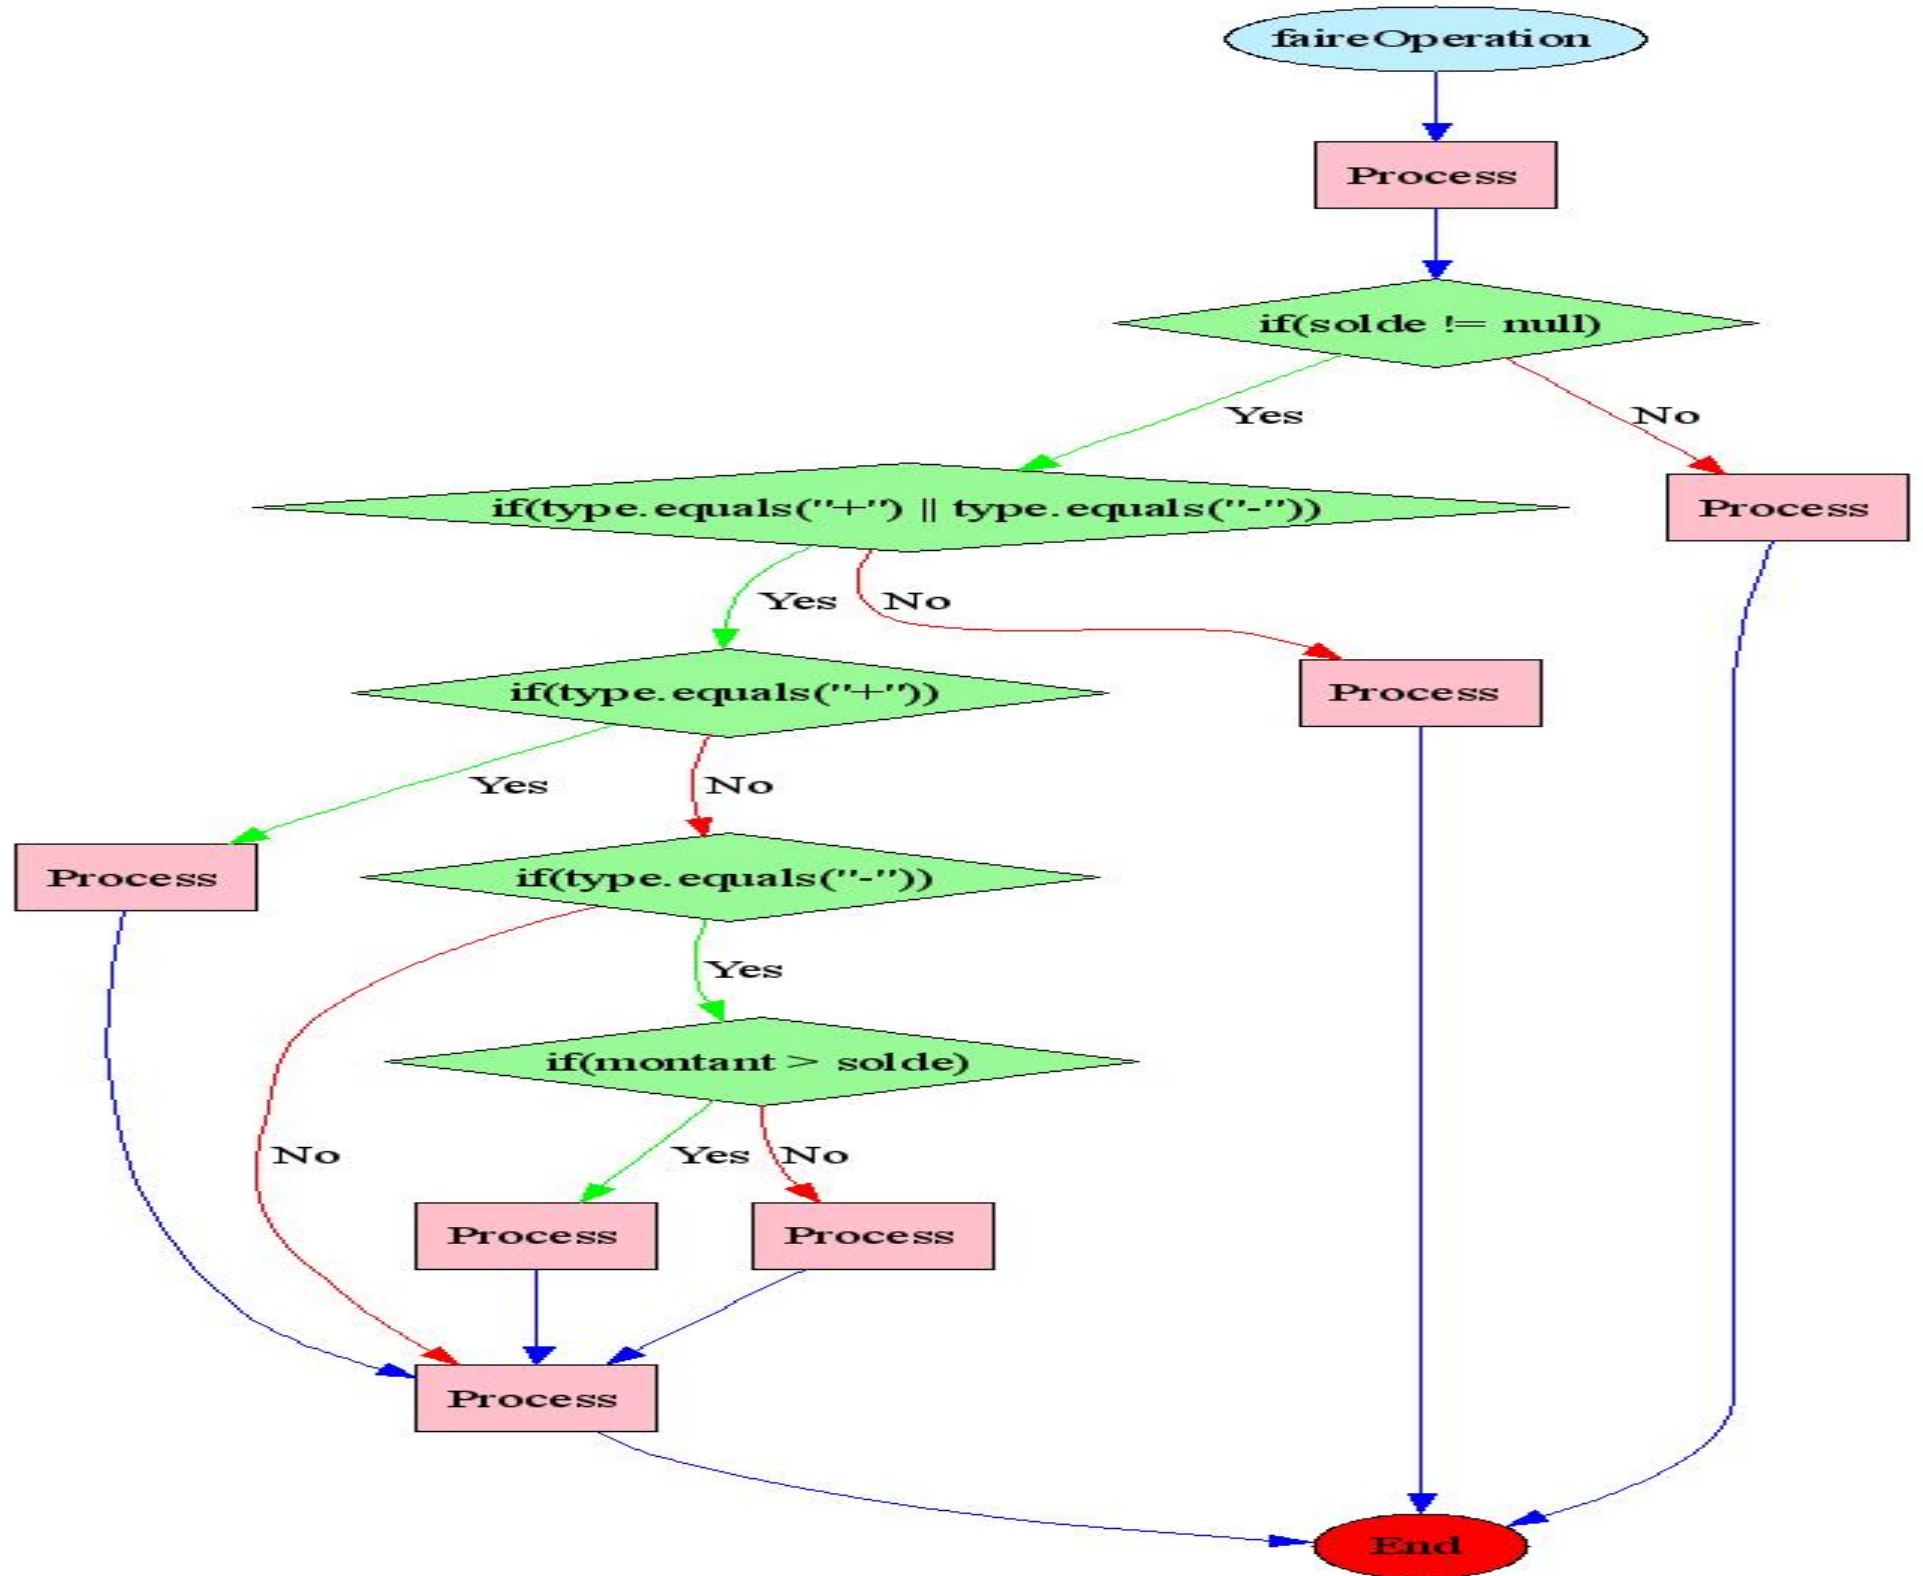 faireOperation
Process
if(solde != null)
Yes
No
if(type.equals("+") || type.equals("-"))
Process
Yes
No
if(type.equals("+"))
Process
Yes
No
Process
if(type.equals("-"))
Yes
if(montant > solde)
No
Yes
No
Process
Process
Process
End